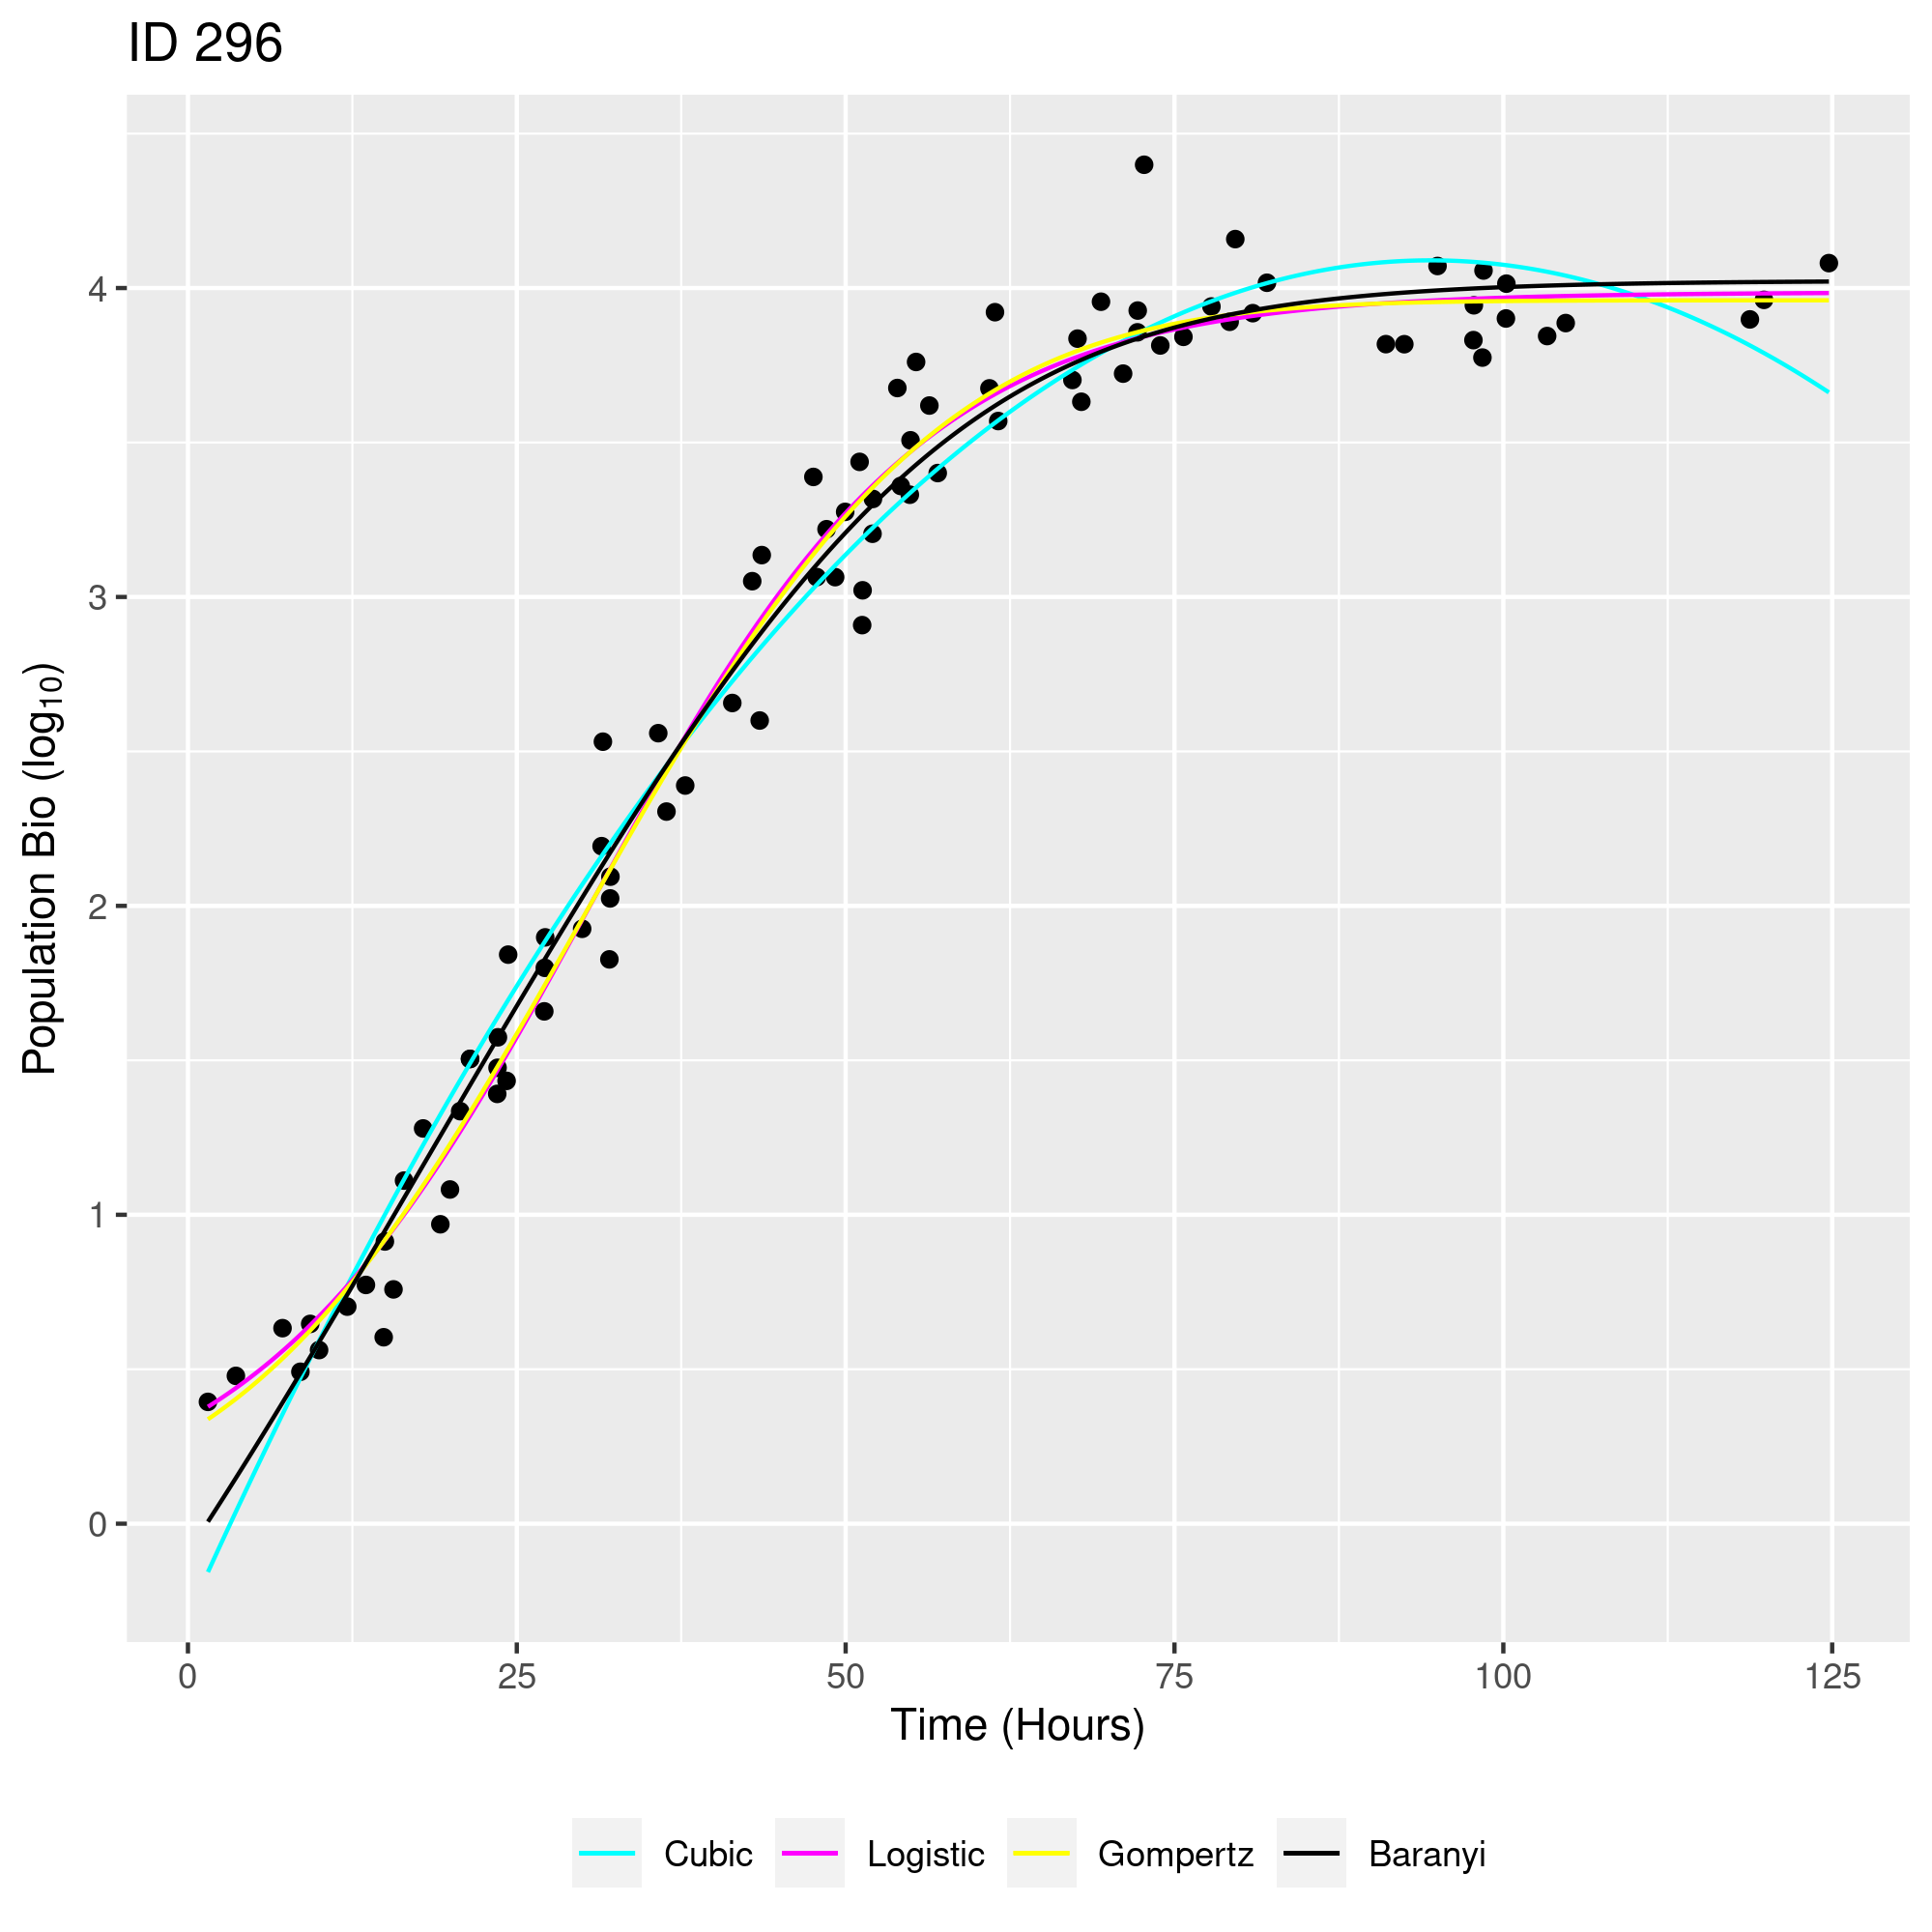 ID 296
4
3
2
1
0
Population Bio (log₁₀)
0 25 50 75 100 125
Time (Hours)
Cubic Logistic Gompertz Baranyi